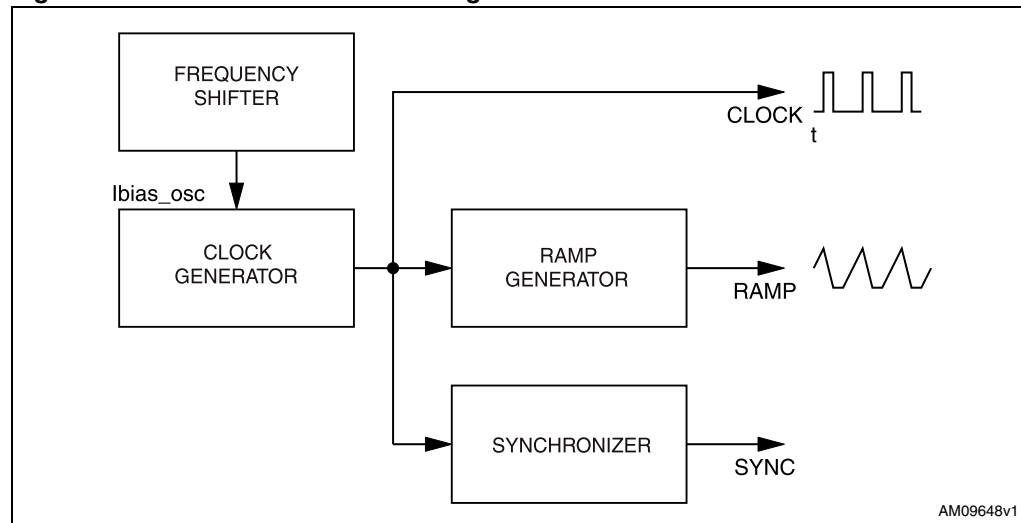 FREQUENCY
SHIFTER
CLOCK
t
Ibias_osc
CLOCK
GENERATOR
RAMP
GENERATOR
RAMP
SYNCHRONIZER
SYNC
AM09648v1